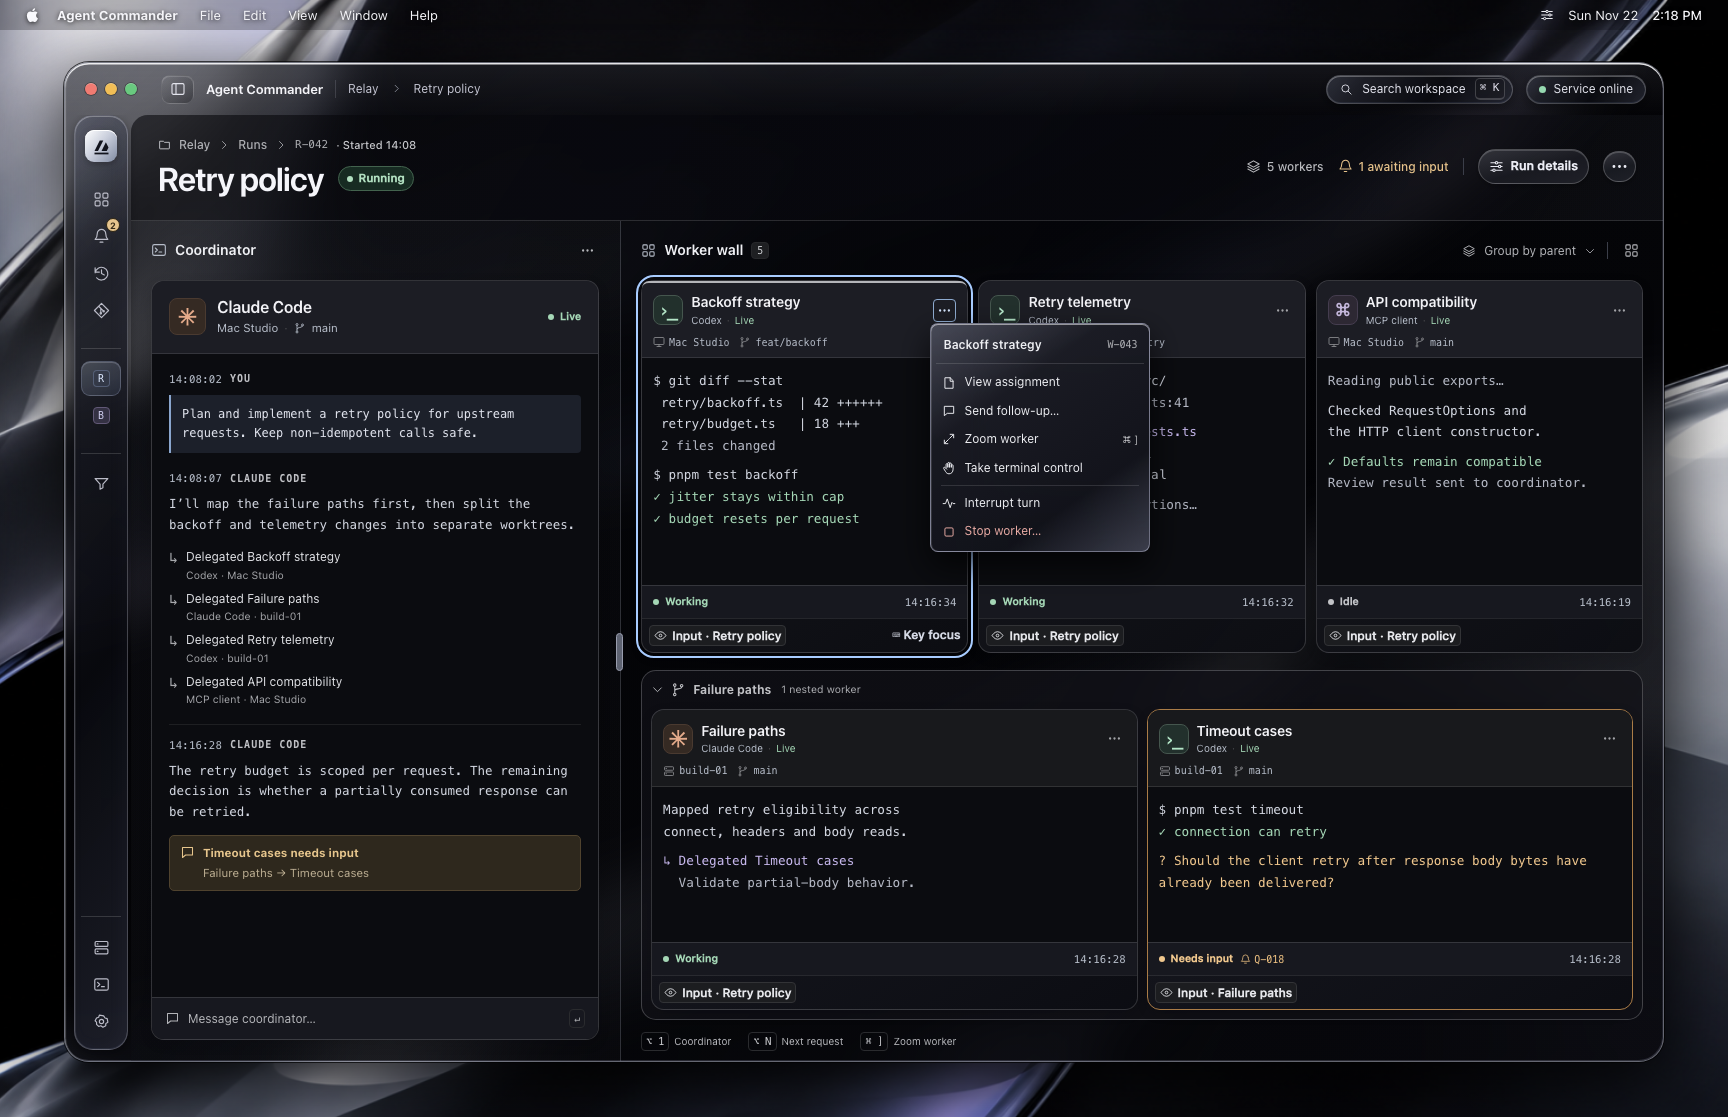 Agent Commander File Edit View Window Help
Sun Nov 22 2:18 PM
Agent Commander Relay Retry policy
Search workspace ⌘ K
Service online
Relay Runs R-042 · Started 14:08
Retry policy
Running
5 workers
1 awaiting input
Run details
2
R
B
Coordinator
Claude Code
Mac Studio · main
Live
14:08:02 YOU
Plan and implement a retry policy for upstream
requests. Keep non-idempotent calls safe.
14:08:07 CLAUDE CODE
I’ll map the failure paths first, then split the
backoff and telemetry changes into separate worktrees.
↳ Delegated Backoff strategy
Codex · Mac Studio
↳ Delegated Failure paths
Claude Code · build-01
↳ Delegated Retry telemetry
Codex · build-01
↳ Delegated API compatibility
MCP client · Mac Studio
14:16:28 CLAUDE CODE
The retry budget is scoped per request. The remaining
decision is whether a partially consumed response can
be retried.
Timeout cases needs input
Failure paths → Timeout cases
Message coordinator…
↵
Worker wall 5
Group by parent
Backoff strategy
Codex · Live
Mac Studio feat/backoff
$ git diff --stat
retry/backoff.ts | 42 ++++++
retry/budget.ts | 18 +++
2 files changed
$ pnpm test backoff
✓ jitter stays within cap
✓ budget resets per request
Working 14:16:34
Input · Retry policy
Key focus
Backoff strategy W-043
View assignment
Send follow-up…
Zoom worker ⌘ ]
Take terminal control
Interrupt turn
Stop worker…
Retry telemetry
Codex · Live
ry
c/
ts:41
sts.ts
al
tions…
Working 14:16:32
Input · Retry policy
API compatibility
MCP client · Live
Mac Studio main
Reading public exports…
Checked RequestOptions and
the HTTP client constructor.
✓ Defaults remain compatible
Review result sent to coordinator.
Idle 14:16:19
Input · Retry policy
Failure paths 1 nested worker
Failure paths
Claude Code · Live
build-01 main
Mapped retry eligibility across
connect, headers and body reads.
↳ Delegated Timeout cases
Validate partial-body behavior.
Working 14:16:28
Input · Retry policy
Timeout cases
Codex · Live
build-01 main
$ pnpm test timeout
✓ connection can retry
? Should the client retry after response body bytes have
already been delivered?
Needs input Q-018 14:16:28
Input · Failure paths
⌥ 1 Coordinator ⌥ N Next request ⌘ ] Zoom worker